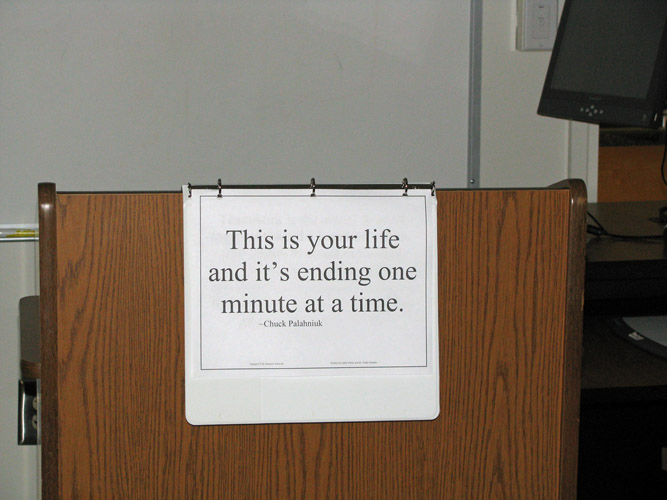 This is your life
and it's ending one
minute at a time.
~Chuck Palahniuk